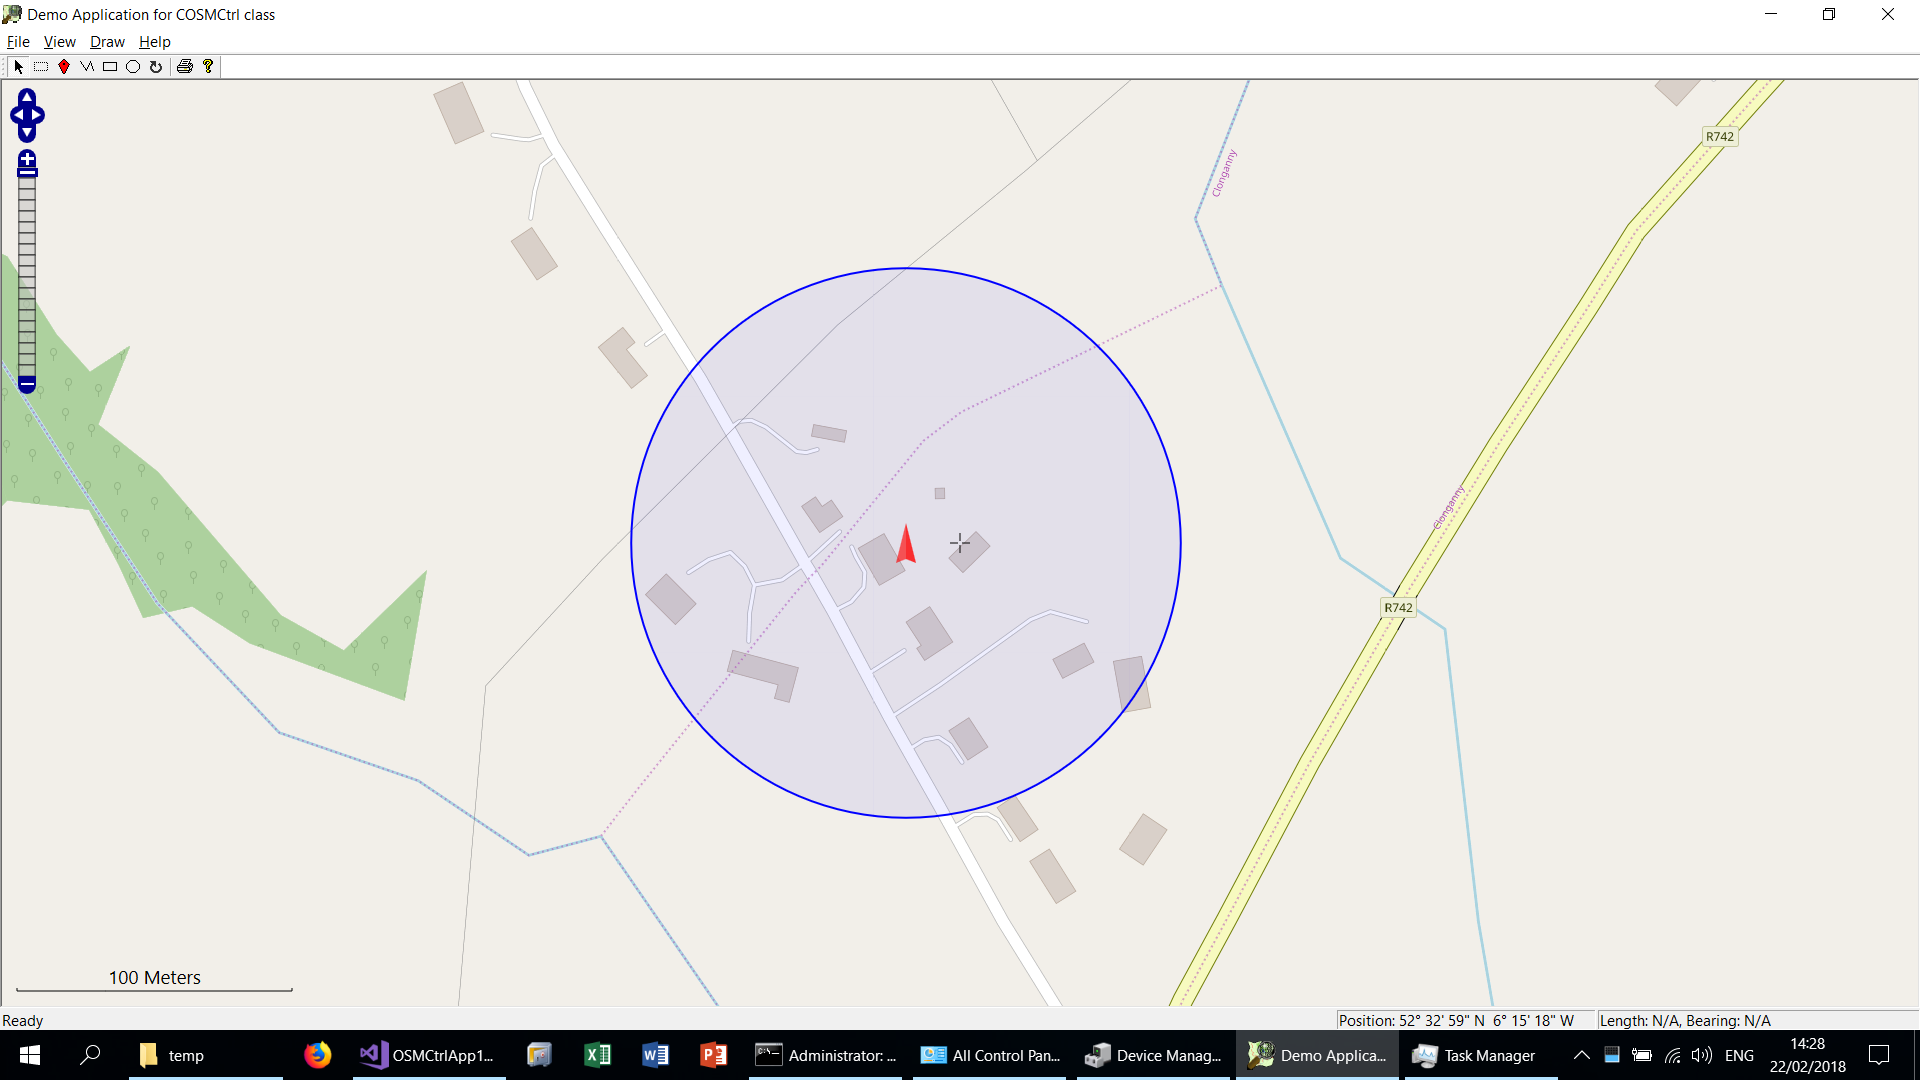 Demo Application for COSMCtrl class
File View Draw Help
R742
Clonganny
Clonganny
R742
100 Meters
Ready
Position: 52° 32' 59" N 6° 15' 18" W
Length: N/A, Bearing: N/A
temp
OSMCtrlApp1...
Administrator: ...
All Control Pan...
Device Manag...
Demo Applica...
Task Manager
ENG
14:28
22/02/2018